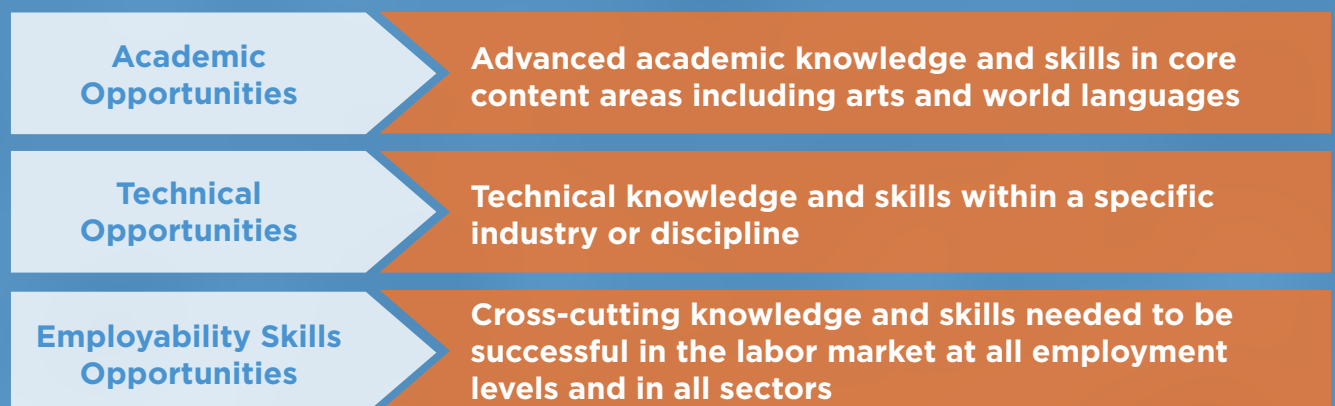 Academic
Opportunities
Advanced academic knowledge and skills in core
content areas including arts and world languages
Technical
Opportunities
Technical knowledge and skills within a specific
industry or discipline
Employability Skills
Opportunities
Cross-cutting knowledge and skills needed to be
successful in the labor market at all employment
levels and in all sectors